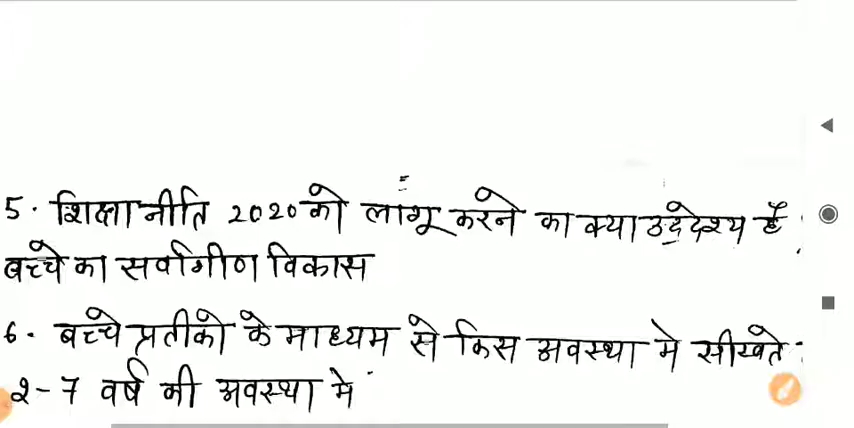 5. शिक्षा नीति 2020 को लागू करने का क्या उद्देश्य है
बच्चे का सर्वागीण विकास
6. बच्चे प्रतीको के माध्यम से किस अवस्था मे सीखते
2-7 वर्ष की अवस्था मे